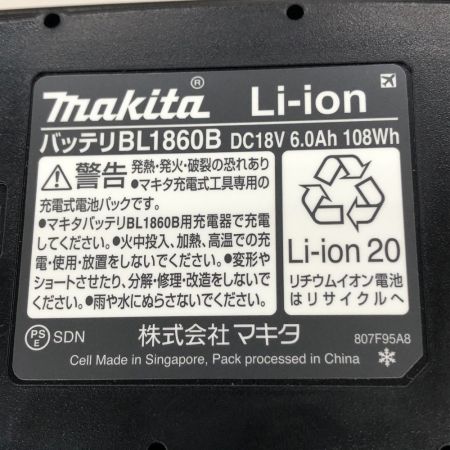 makita® Li-ion
バッテリBL1860B DC18V 6.0Ah 108Wh
警告 発熱・発火・破裂の恐れあり
●マキタ充電式工具専用の
充電式電池パックです。
●マキタバッテリBL1860B用充電器で充電
してください。●火中投入、加熱、高温での充
電・使用・放置をしないでください。●変形や
ショートさせたり、分解・修理・改造をしないで
ください。●雨や水にぬらさないでください。
Li-ion 20
リチウムイオン電池
はリサイクルへ
PS
E SDN 株式会社マキタ 807F95A8
Cell Made in Singapore, Pack processed in China